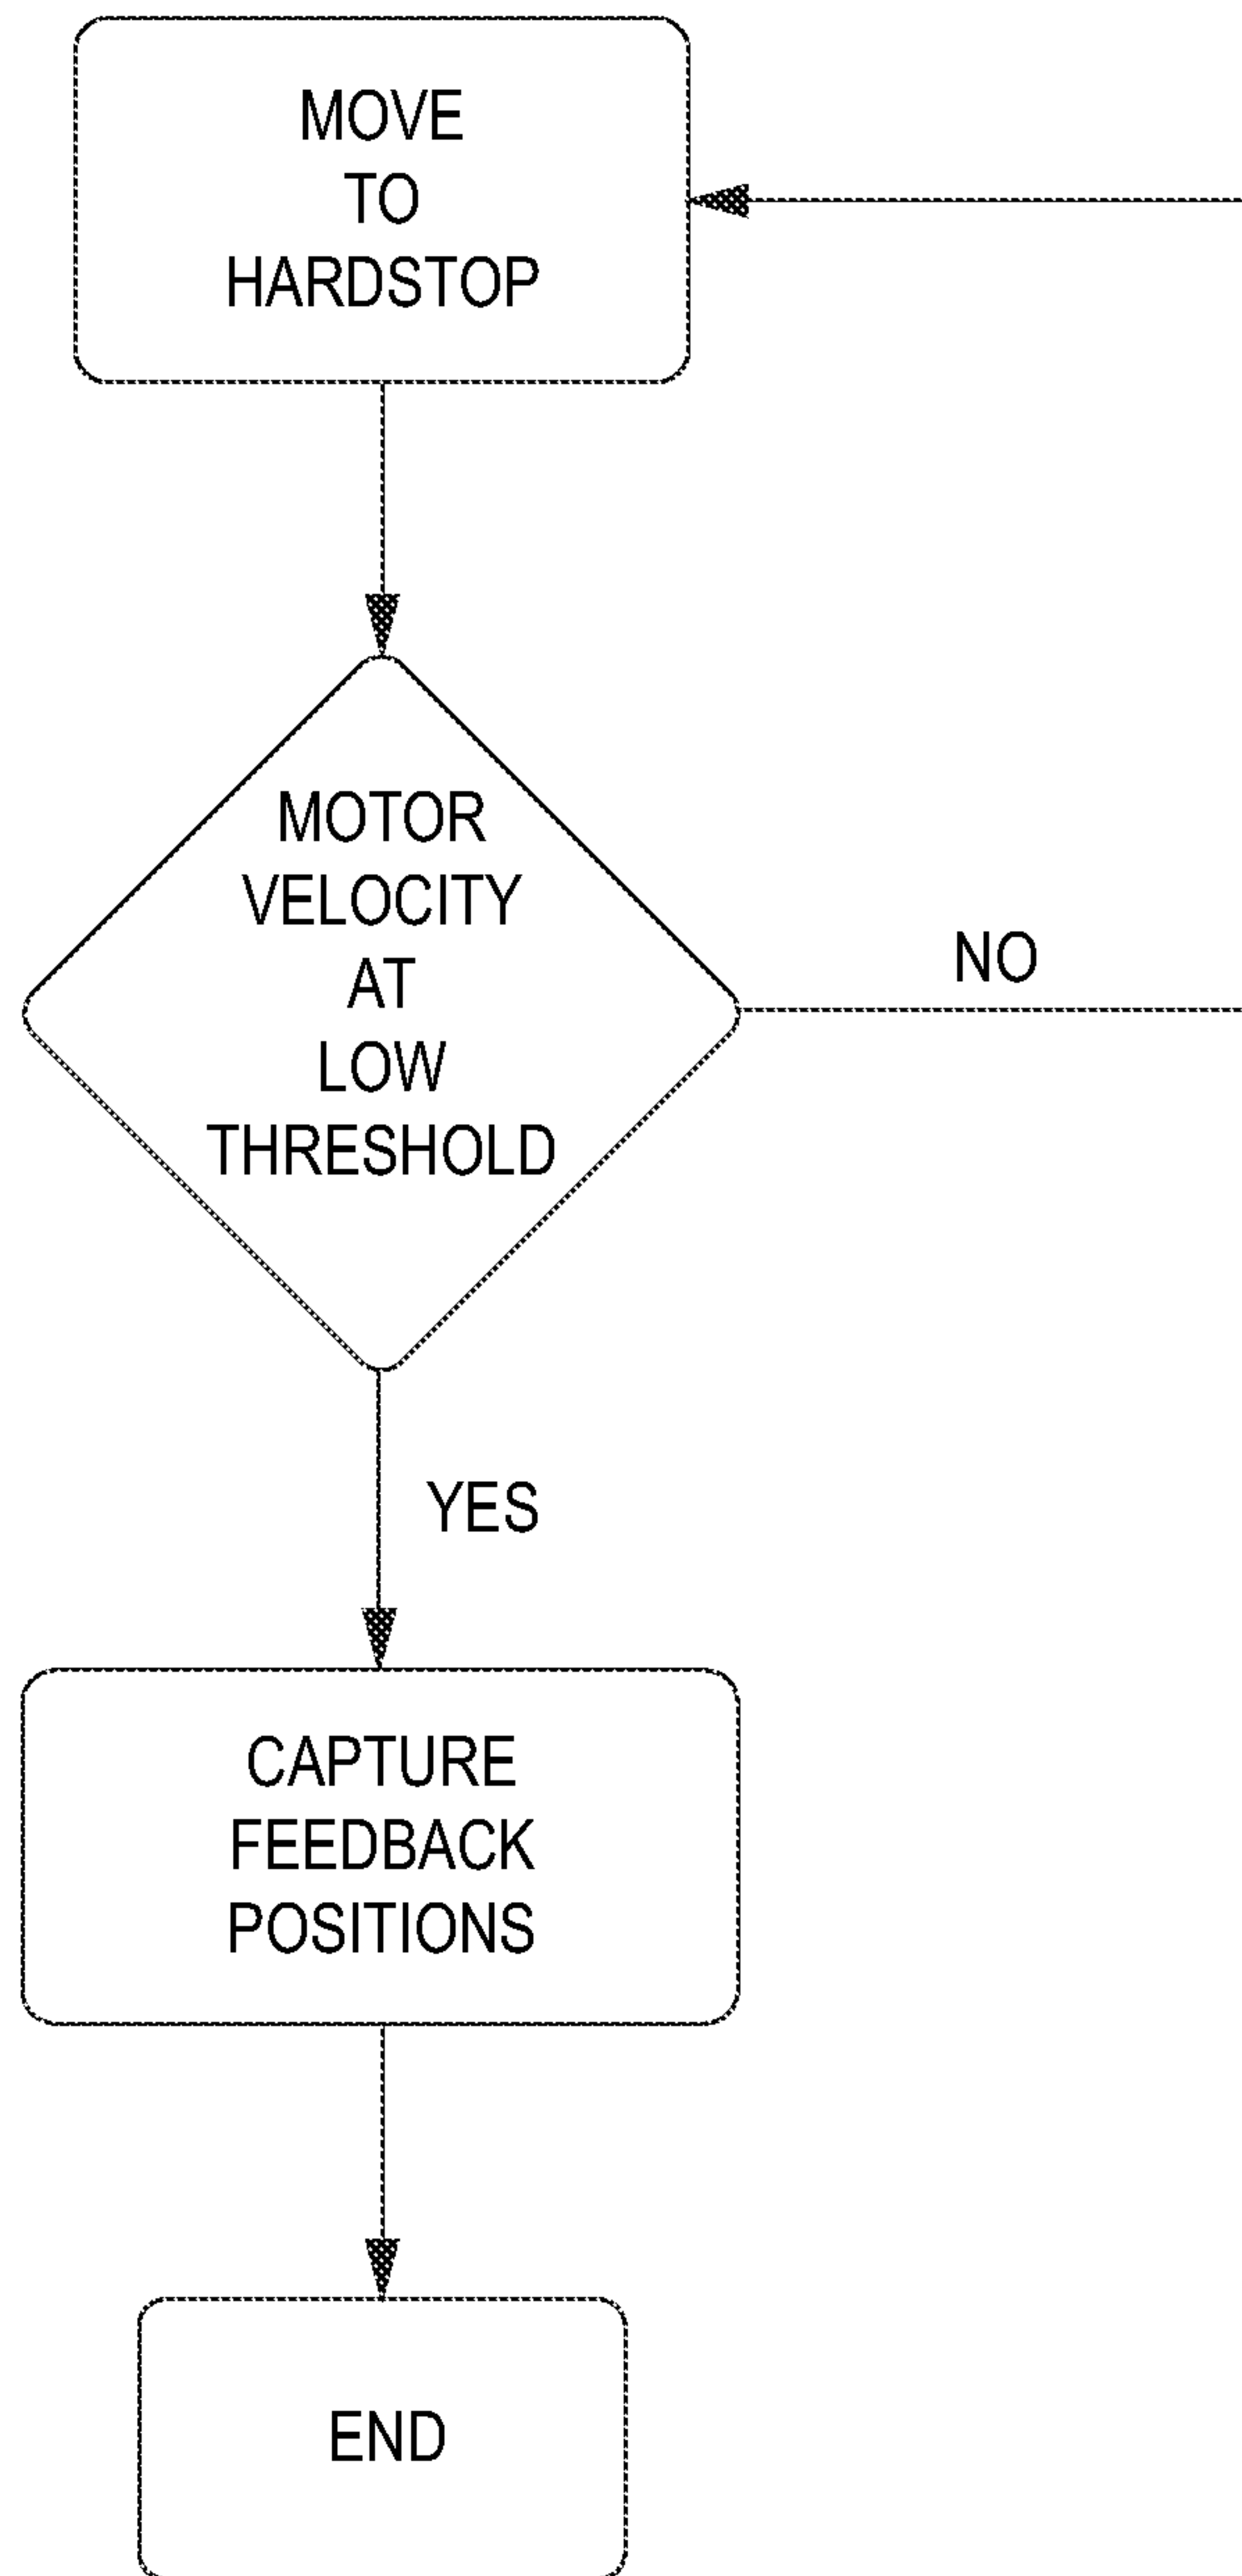 MOVE
TO
HARDSTOP
MOTOR
VELOCITY
AT
LOW
THRESHOLD
NO
YES
CAPTURE
FEEDBACK
POSITIONS
END